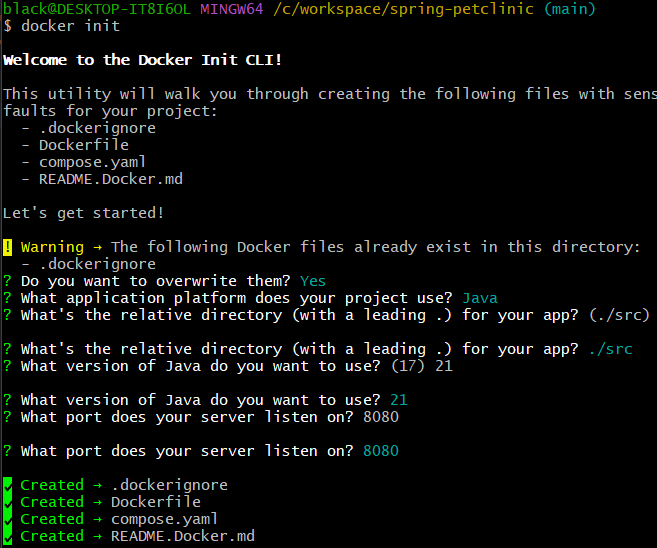 black@DESKTOP-IT8I6OL MINGW64 /c/workspace/spring-petclinic (main)
$ docker init
Welcome to the Docker Init CLI!
This utility will walk you through creating the following files with sens
faults for your project:
  - .dockerignore
  - Dockerfile
  - compose.yaml
  - README.Docker.md
Let's get started!
! Warning → The following Docker files already exist in this directory:
  - .dockerignore
? Do you want to overwrite them? Yes
? What application platform does your project use? Java
? What's the relative directory (with a leading .) for your app? (./src)
? What's the relative directory (with a leading .) for your app? ./src
? What version of Java do you want to use? (17) 21
? What version of Java do you want to use? 21
? What port does your server listen on? 8080
? What port does your server listen on? 8080
✔ Created → .dockerignore
✔ Created → Dockerfile
✔ Created → compose.yaml
✔ Created → README.Docker.md